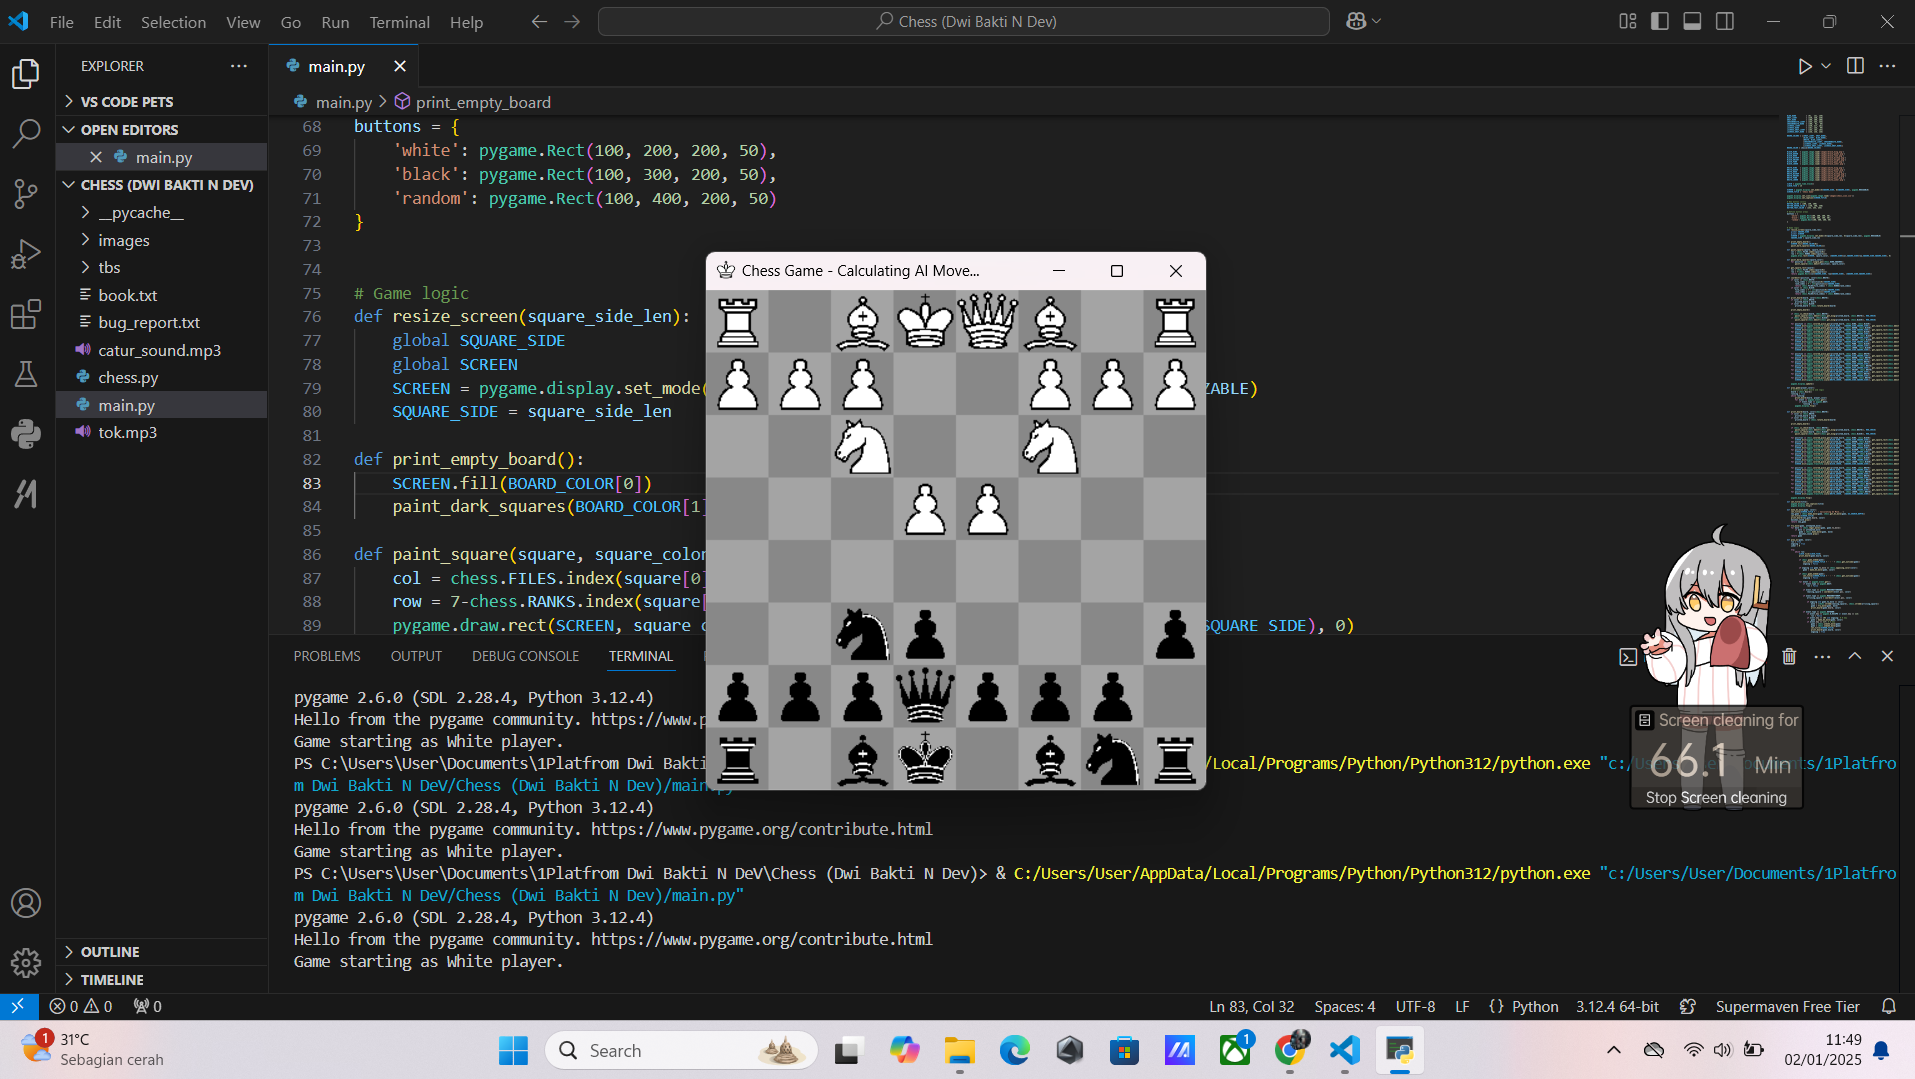 File Edit Selection View Go Run Terminal Help
Chess (Dwi Bakti N Dev)
EXPLORER
VS CODE PETS
OPEN EDITORS
main.py
CHESS (DWI BAKTI N DEV)
__pycache__
images
tbs
book.txt
bug_report.txt
catur_sound.mp3
chess.py
main.py
tok.mp3
OUTLINE
TIMELINE
main.py
main.py > print_empty_board
68 buttons = {
69 'white': pygame.Rect(100, 200, 200, 50),
70 'black': pygame.Rect(100, 300, 200, 50),
71 'random': pygame.Rect(100, 400, 200, 50)
72 }
73
74
75 # Game logic
76 def resize_screen(square_side_len):
77 global SQUARE_SIDE
78 global SCREEN
79 SCREEN = pygame.display.set_mode( ZABLE)
80 SQUARE_SIDE = square_side_len
81
82 def print_empty_board():
83 SCREEN.fill(BOARD_COLOR[0])
84 paint_dark_squares(BOARD_COLOR[1]
85
86 def paint_square(square, square_color
87 col = chess.FILES.index(square[0]
88 row = 7-chess.RANKS.index(square[
89 pygame.draw.rect(SCREEN, square c SQUARE SIDE), 0)
Chess Game - Calculating AI Move...
PROBLEMS OUTPUT DEBUG CONSOLE TERMINAL
pygame 2.6.0 (SDL 2.28.4, Python 3.12.4)
Hello from the pygame community. https://www.p
Game starting as White player.
PS C:\Users\User\Documents\1Platfrom Dwi Bakti /Local/Programs/Python/Python312/python.exe "c:/Users/User/Documents/1Platfro
m Dwi Bakti N DeV/Chess (Dwi Bakti N Dev)/main.py"
pygame 2.6.0 (SDL 2.28.4, Python 3.12.4)
Hello from the pygame community. https://www.pygame.org/contribute.html
Game starting as White player.
PS C:\Users\User\Documents\1Platfrom Dwi Bakti N DeV\Chess (Dwi Bakti N Dev)> & C:/Users/User/AppData/Local/Programs/Python/Python312/python.exe "c:/Users/User/Documents/1Platfro
m Dwi Bakti N DeV/Chess (Dwi Bakti N Dev)/main.py"
pygame 2.6.0 (SDL 2.28.4, Python 3.12.4)
Hello from the pygame community. https://www.pygame.org/contribute.html
Game starting as White player.
Screen cleaning for
66.1 Min
Stop Screen cleaning
0 0 0
Ln 83, Col 32 Spaces: 4 UTF-8 LF {} Python 3.12.4 64-bit Supermaven Free Tier
1
31°C
Sebagian cerah
Search
1
11:49
02/01/2025